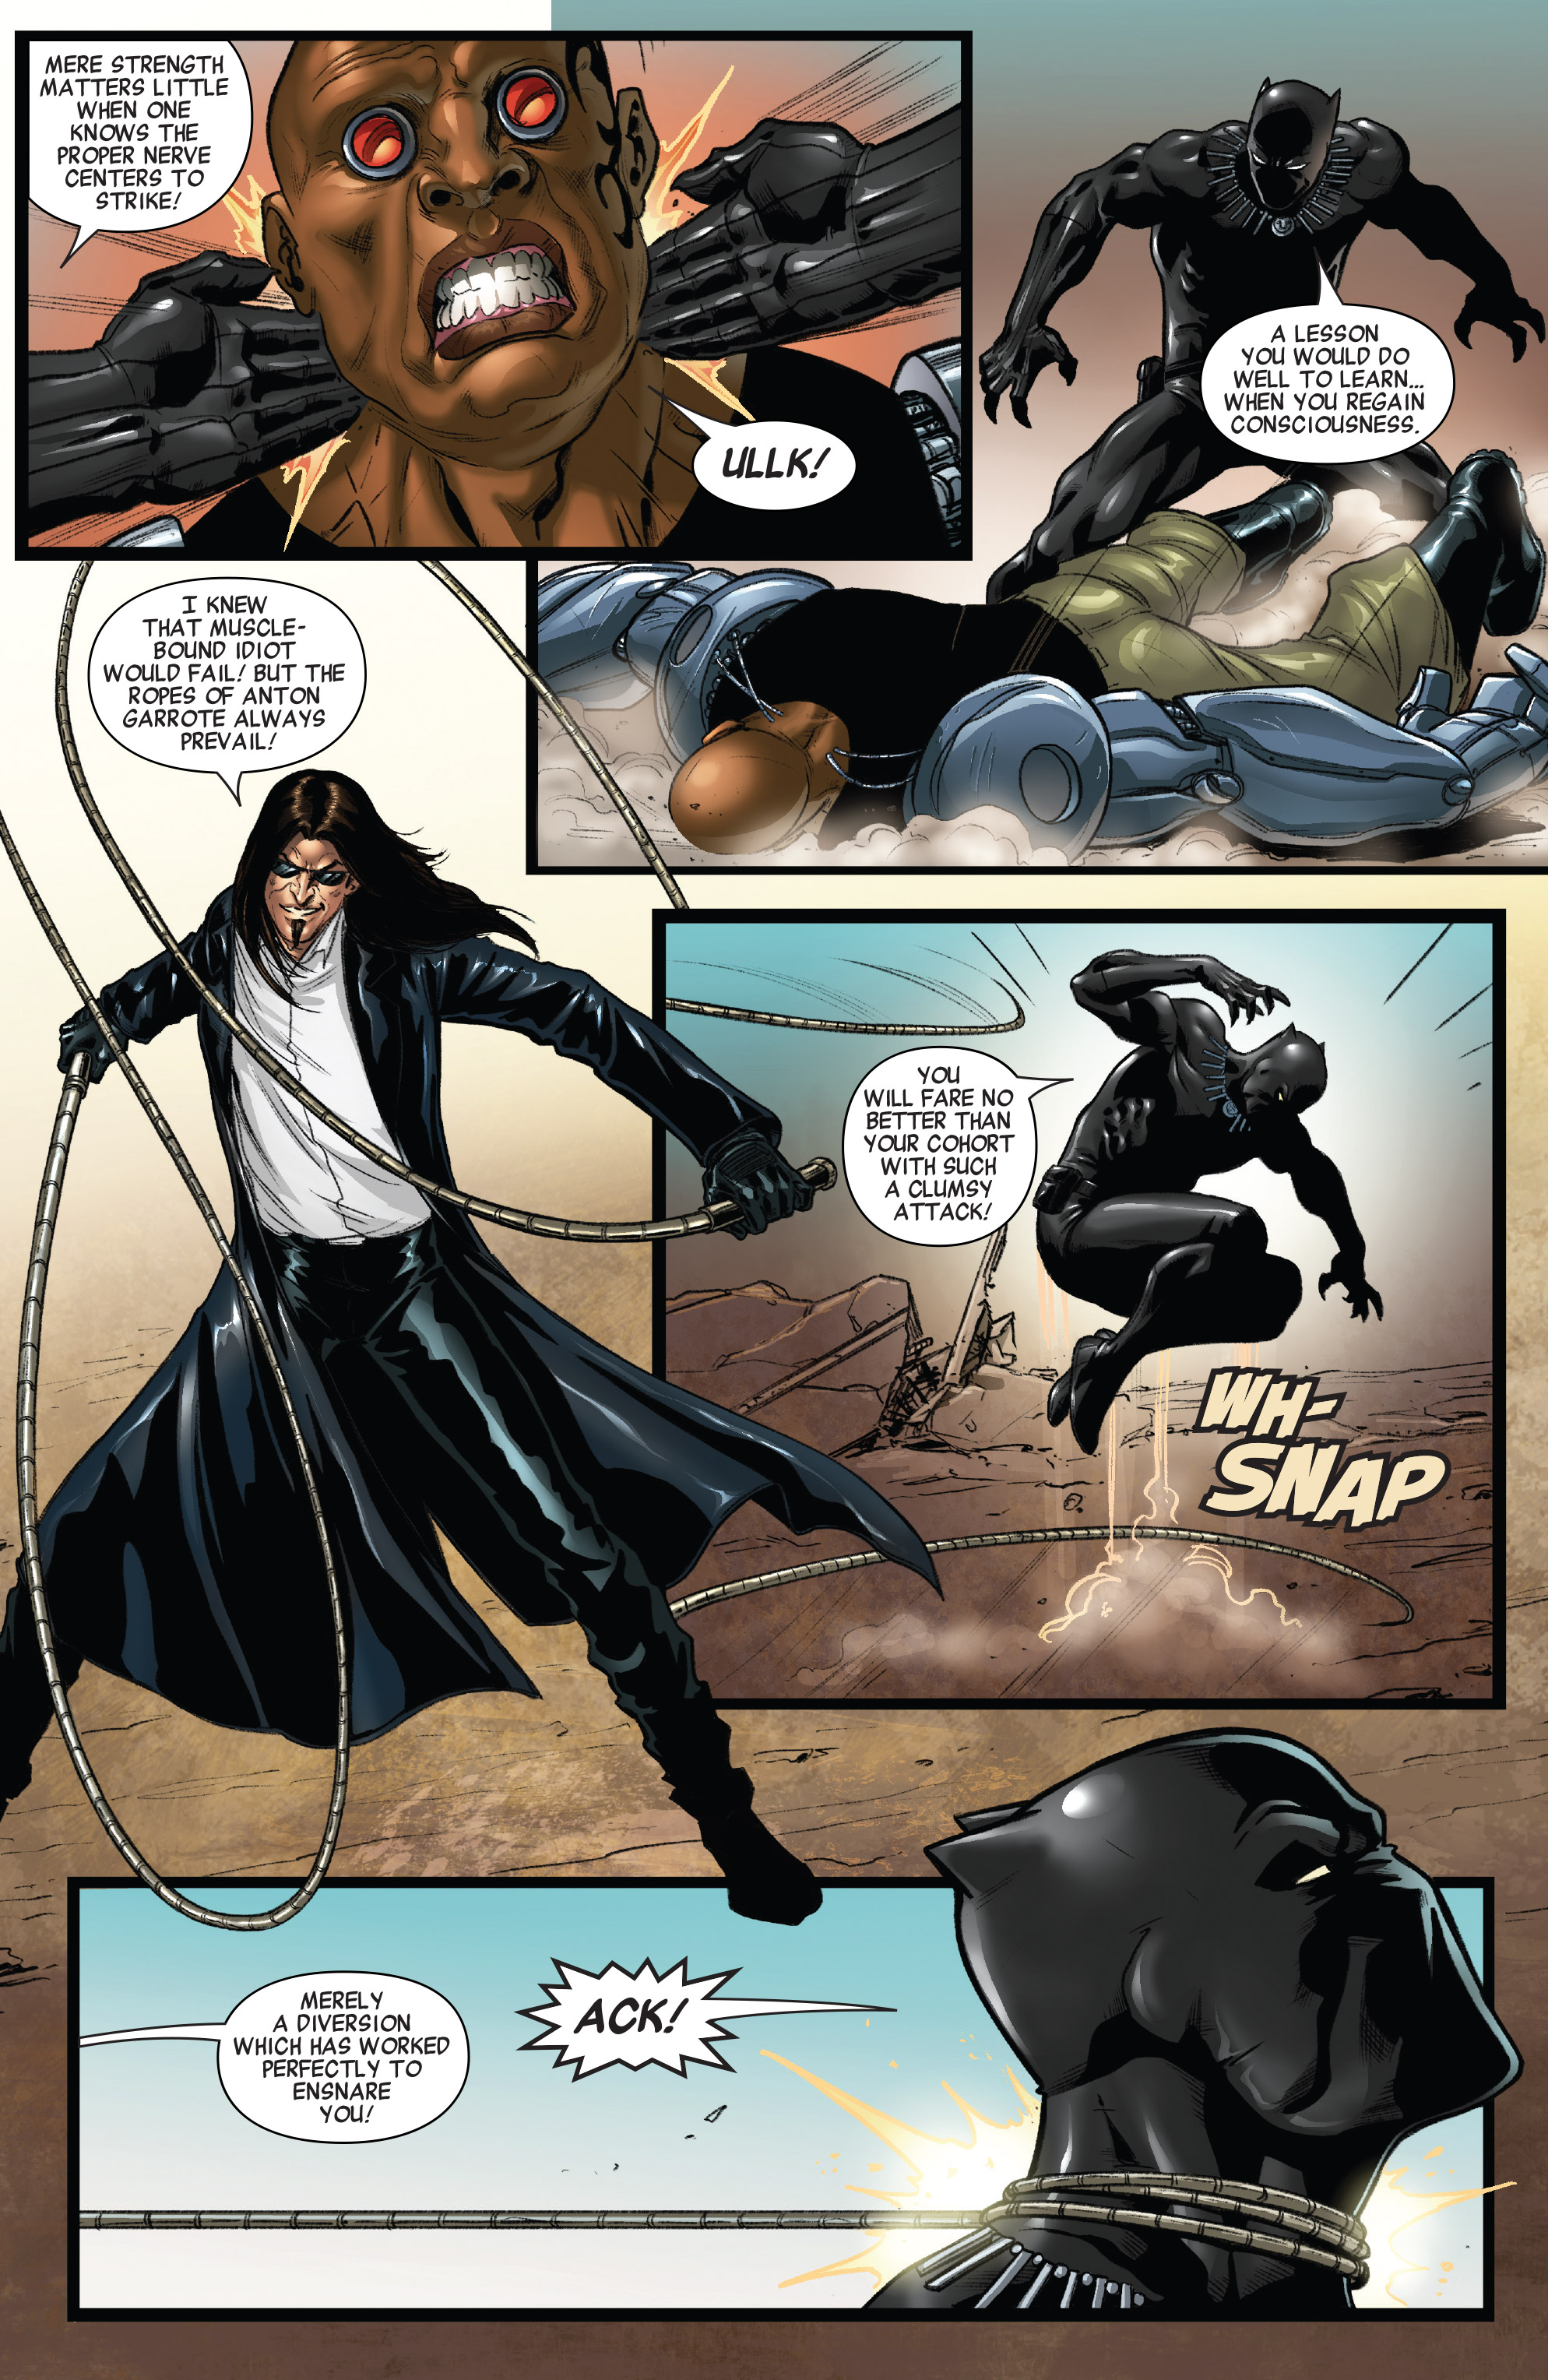 MERE STRENGTH
MATTERS LITTLE
WHEN ONE
KNOWS THE
PROPER NERVE
CENTERS TO
STRIKE!
ULLK!
A LESSON
YOU WOULD DO
WELL TO LEARN...
WHEN YOU REGAIN
CONSCIOUSNESS.
I KNEW
THAT MUSCLE-
BOUND IDIOT
WOULD FAIL! BUT THE
ROPES OF ANTON
GARROTE ALWAYS
PREVAIL!
YOU
WILL FARE NO
BETTER THAN
YOUR COHORT
WITH SUCH
A CLUMSY
ATTACK!
WH-
SNAP
MERELY
A DIVERSION
WHICH HAS WORKED
PERFECTLY TO
ENSNARE
YOU!
ACK!